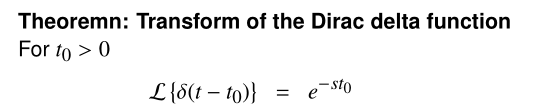 Theoremn: Transform of the Dirac delta function
For t₀ > 0
ℒ{δ(t − t₀)} = e^{−st₀}